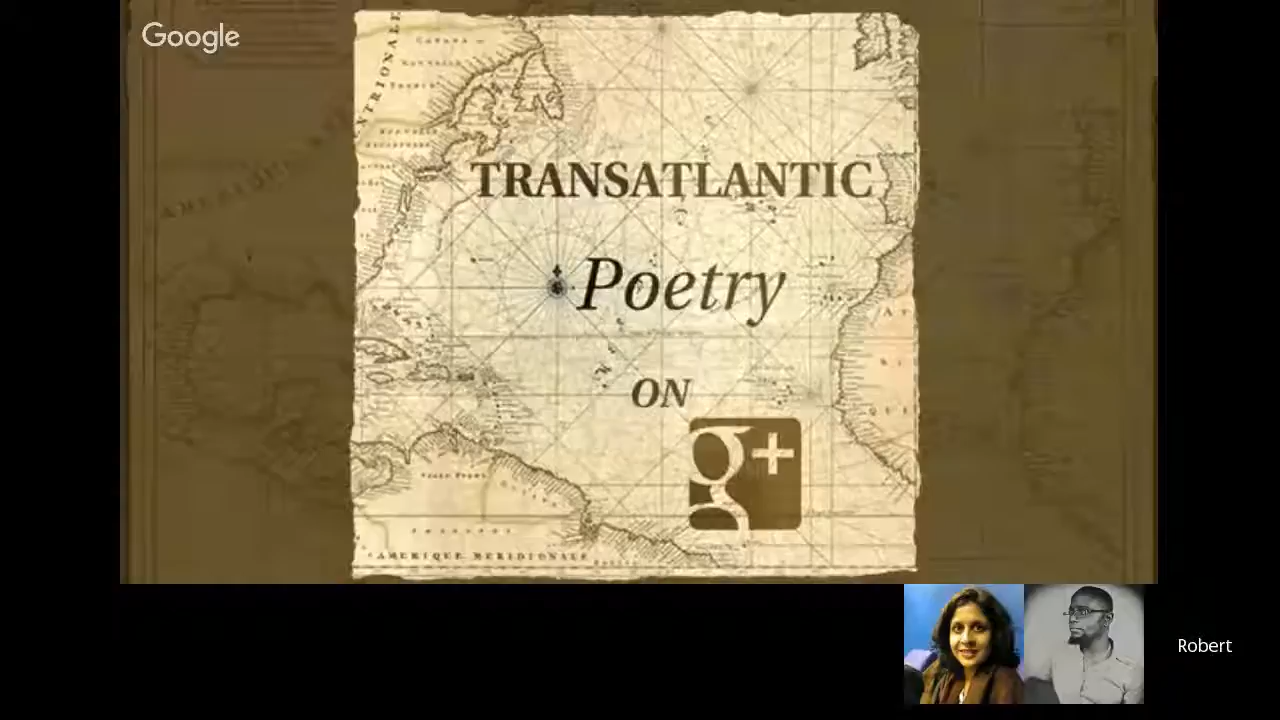 Google
TRANSATLANTIC
Poetry
ON
g+
AMERIQUE MERIDIONALE
Robert